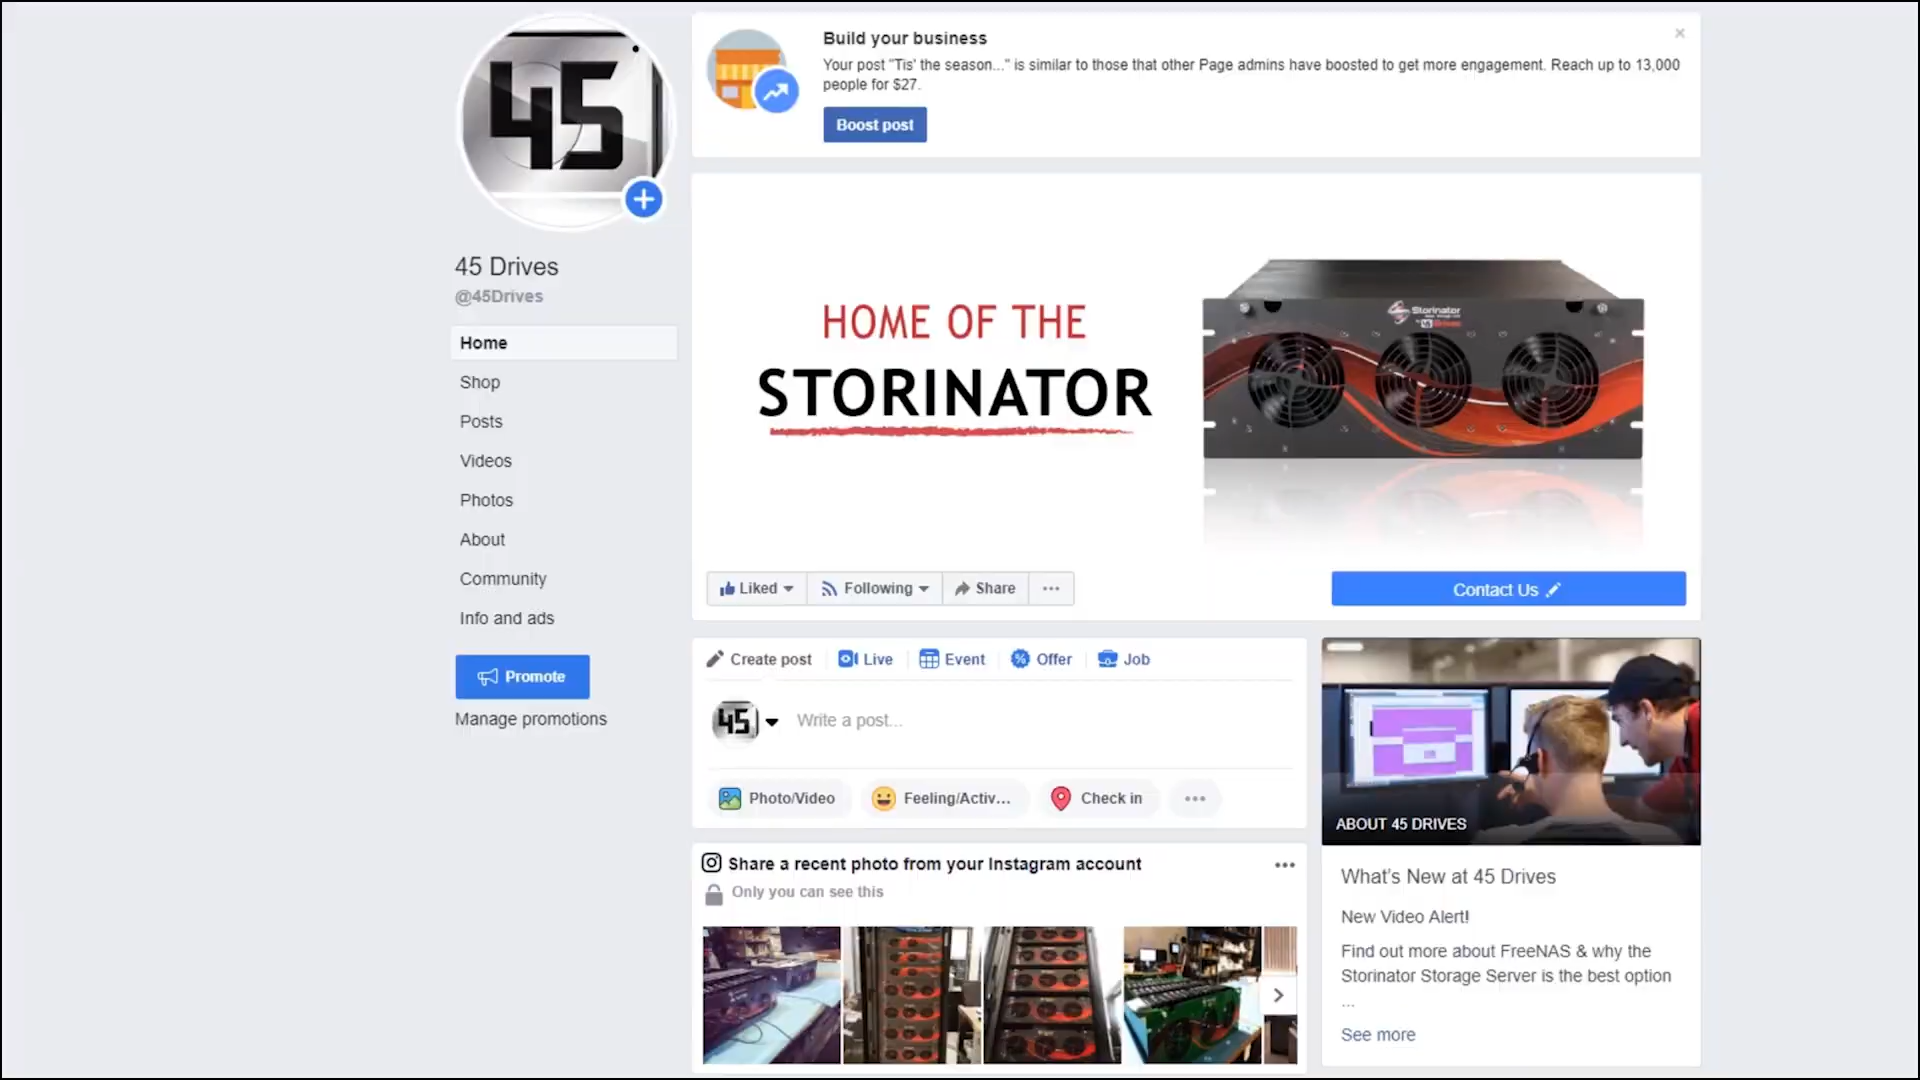 45
45 Drives
@45Drives
Home
Shop
Posts
Videos
Photos
About
Community
Info and ads
Promote
Manage promotions
Build your business
Your post "Tis' the season..." is similar to those that other Page admins have boosted to get more engagement. Reach up to 13,000
people for $27.
Boost post
HOME OF THE
STORINATOR
Storinator
Liked
Following
Share
Contact Us
Create post
Live
Event
Offer
Job
45
Write a post...
Photo/Video
Feeling/Activ...
Check in
Share a recent photo from your Instagram account
Only you can see this
ABOUT 45 DRIVES
What's New at 45 Drives
New Video Alert!
Find out more about FreeNAS & why the
Storinator Storage Server is the best option
...
See more